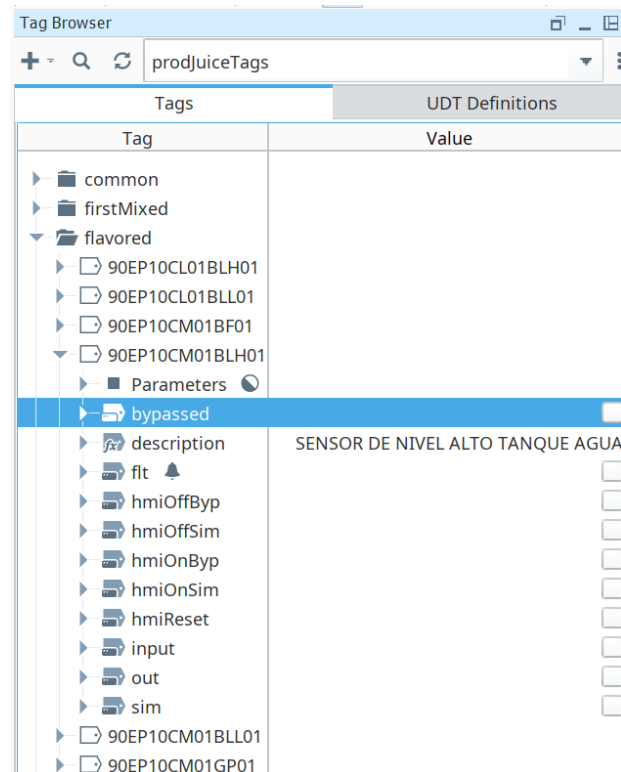 Tag Browser
prodJuiceTags
Tags UDT Definitions
Tag Value
common
firstMixed
flavored
90EP10CL01BLH01
90EP10CL01BLL01
90EP10CM01BF01
90EP10CM01BLH01
Parameters
bypassed
fx description SENSOR DE NIVEL ALTO TANQUE AGUA
flt
hmiOffByp
hmiOffSim
hmiOnByp
hmiOnSim
hmiReset
input
out
sim
90EP10CM01BLL01
90EP10CM01GP01